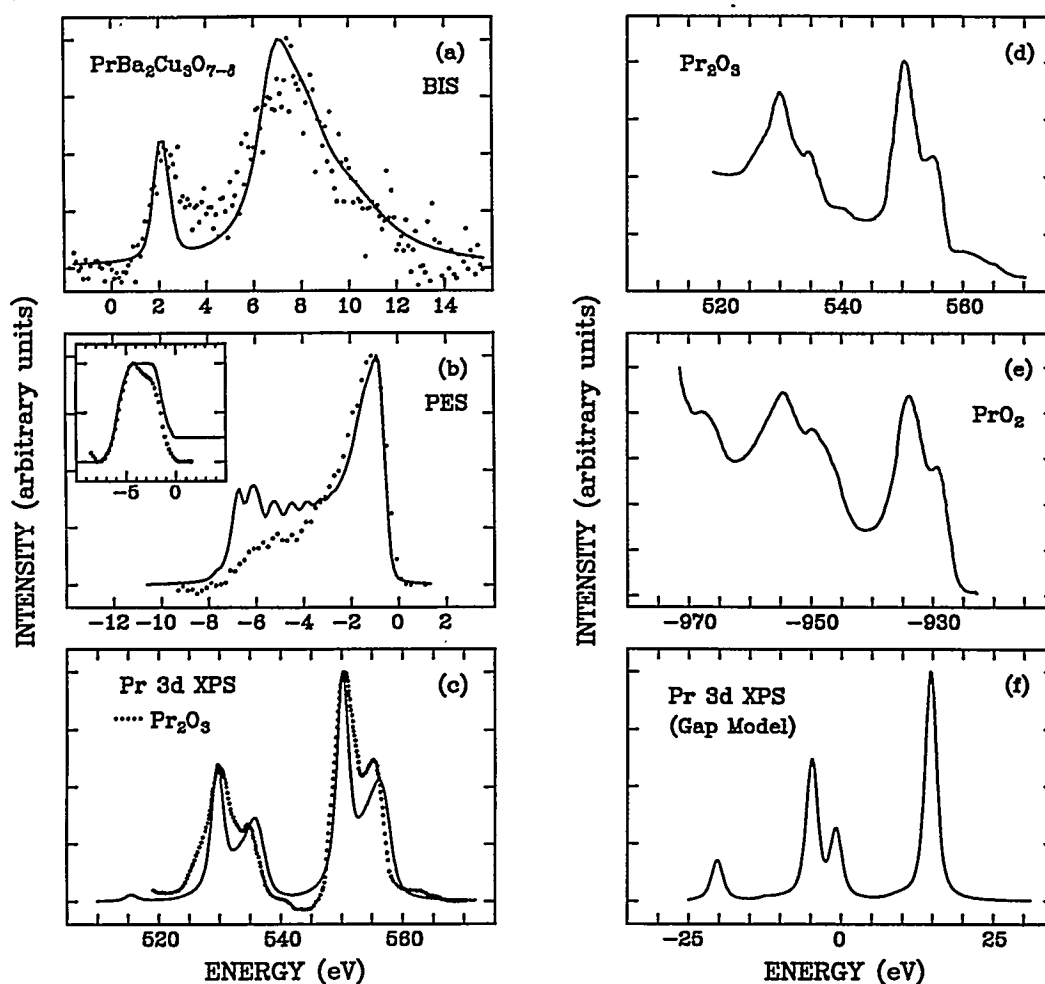 (a)
PrBa₂Cu₃O₇₋δ
BIS
0 2 4 6 8 10 12 14
(b)
PES
-5 0
-12 -10 -8 -6 -4 -2 0 2
(c)
Pr 3d XPS
Pr₂O₃
520 540 560
ENERGY (eV)
INTENSITY (arbitrary units)
(d)
Pr₂O₃
520 540 560
(e)
PrO₂
-970 -950 -930
(f)
Pr 3d XPS
(Gap Model)
-25 0 25
ENERGY (eV)
INTENSITY (arbitrary units)